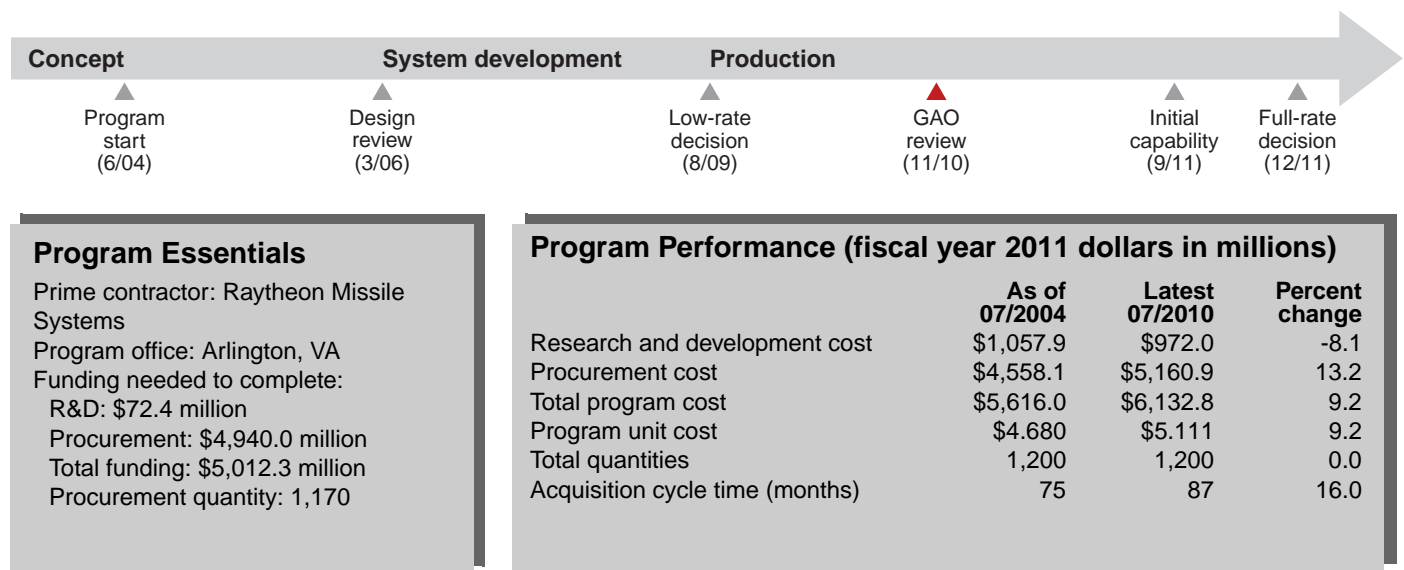 Concept System development Production
Program start (6/04)
Design review (3/06)
Low-rate decision (8/09)
GAO review (11/10)
Initial capability (9/11)
Full-rate decision (12/11)
Program Essentials
Prime contractor: Raytheon Missile
Systems
Program office: Arlington, VA
Funding needed to complete:
R&D: $72.4 million
Procurement: $4,940.0 million
Total funding: $5,012.3 million
Procurement quantity: 1,170
Program Performance (fiscal year 2011 dollars in millions)
As of 07/2004 Latest 07/2010 Percent change
Research and development cost $1,057.9 $972.0 -8.1
Procurement cost $4,558.1 $5,160.9 13.2
Total program cost $5,616.0 $6,132.8 9.2
Program unit cost $4.680 $5.111 9.2
Total quantities 1,200 1,200 0.0
Acquisition cycle time (months) 75 87 16.0